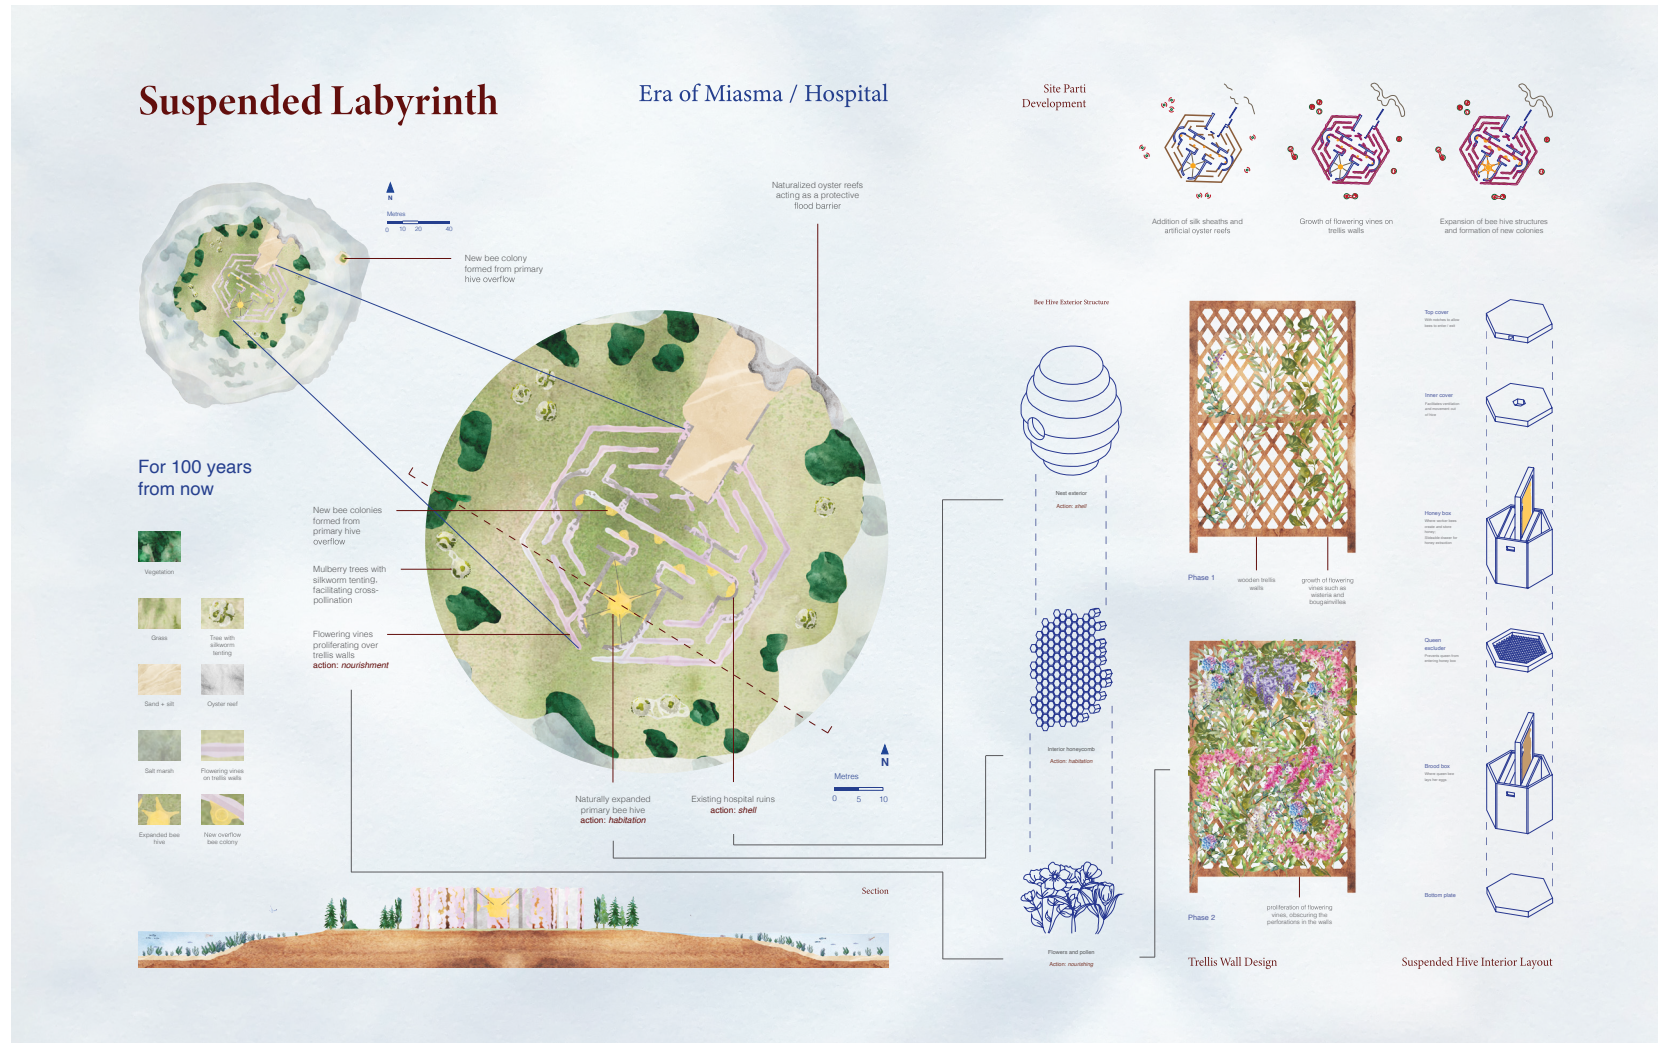 Suspended Labyrinth
Era of Miasma / Hospital
Site Parti
Development
Addition of silk sheaths and
artificial oyster reefs
Growth of flowering vines on
trellis walls
Expansion of bee hive structures
and formation of new colonies
N
Metres
0 10 20 40
New bee colony
formed from primary
hive overflow
Naturalized oyster reefs
acting as a protective
flood barrier
For 100 years
from now
Vegetation
Grass
Tree with
silkworm
tenting
Sand + silt
Oyster reef
Salt marsh
Flowering vines
on trellis walls
Expanded bee
hive
New overflow
bee colony
New bee colonies
formed from
primary hive
overflow
Mulberry trees with
silkworm tenting,
facilitating cross-
pollination
Flowering vines
proliferating over
trellis walls
action: nourishment
Naturally expanded
primary bee hive
action: habitation
Existing hospital ruins
action: shell
N
Metres
0 5 10
Section
Bee Hive Exterior Structure
Nest exterior
Action: shell
Interior honeycomb
Action: habitation
Flowers and pollen
Action: nourishing
Phase 1
wooden trellis
walls
growth of flowering
vines such as
wisteria and
bougainvillea
Phase 2
proliferation of flowering
vines, obscuring the
perforations in the walls
Trellis Wall Design
Top cover
Inner cover
Honey box
Queen
excluder
Brood box
Where queen bee
lays her eggs
Bottom plate
Suspended Hive Interior Layout